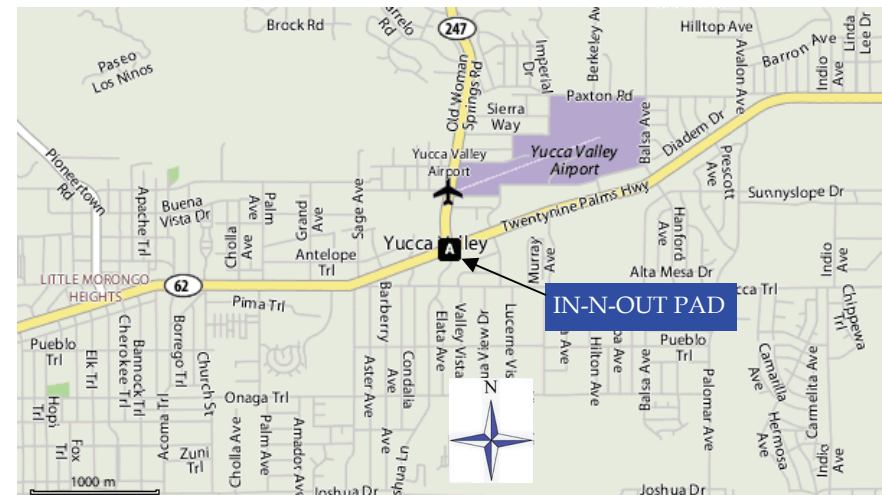 Brock Rd
247
Hilltop Ave
Linda
Lee Dr
Barron Ave
Indio
Ave
Avalon Ave
Berkeley
Imperial
Dr
Paseo
Los Ninos
Old Woman
Springs Rd
Paxton Rd
Sierra
Way
Balsa Ave
Diadem Dr
Yucca Valley
Airport
Yucca Valley
Airport
Pioneertown
Rd
Apache Trl
Buena
Vista Dr
Palm
Ave
Cholla
Ave
Grand
Ave
Sage Ave
Antelope
Trl
Twentynine Palms Hwy
Prescott
Ave
Sunnyslope Dr
Hanford
Ave
Murray
Ave
Yucca Valley
A
Alta Mesa Dr
Indio
Ave
LITTLE MORONGO
HEIGHTS
62
Pima Trl
Barberry
Ave
IN-N-OUT PAD
cca Trl
Chippewa
Trl
Pueblo
Trl
Elk Trl
Cherokee Trl
Bannock Trl
Borrego Trl
Church St
Aster Ave
Condalia
Ave
Elata Ave
Valley Vista
Lucerne Vis
Hilton Ave
Balsa Ave
Pueblo
Trl
Palomar Ave
Camarilla
Ave
Hermosa
Ave
Carmelita Ave
Indio
Ave
Hopi
Trl
Fox
Trl
Acoma Trl
Zuni
Trl
Onaga Trl
Cholla Ave
Palm Ave
Amador Ave
N
Joshua Dr
Joshua Dr
1000 m